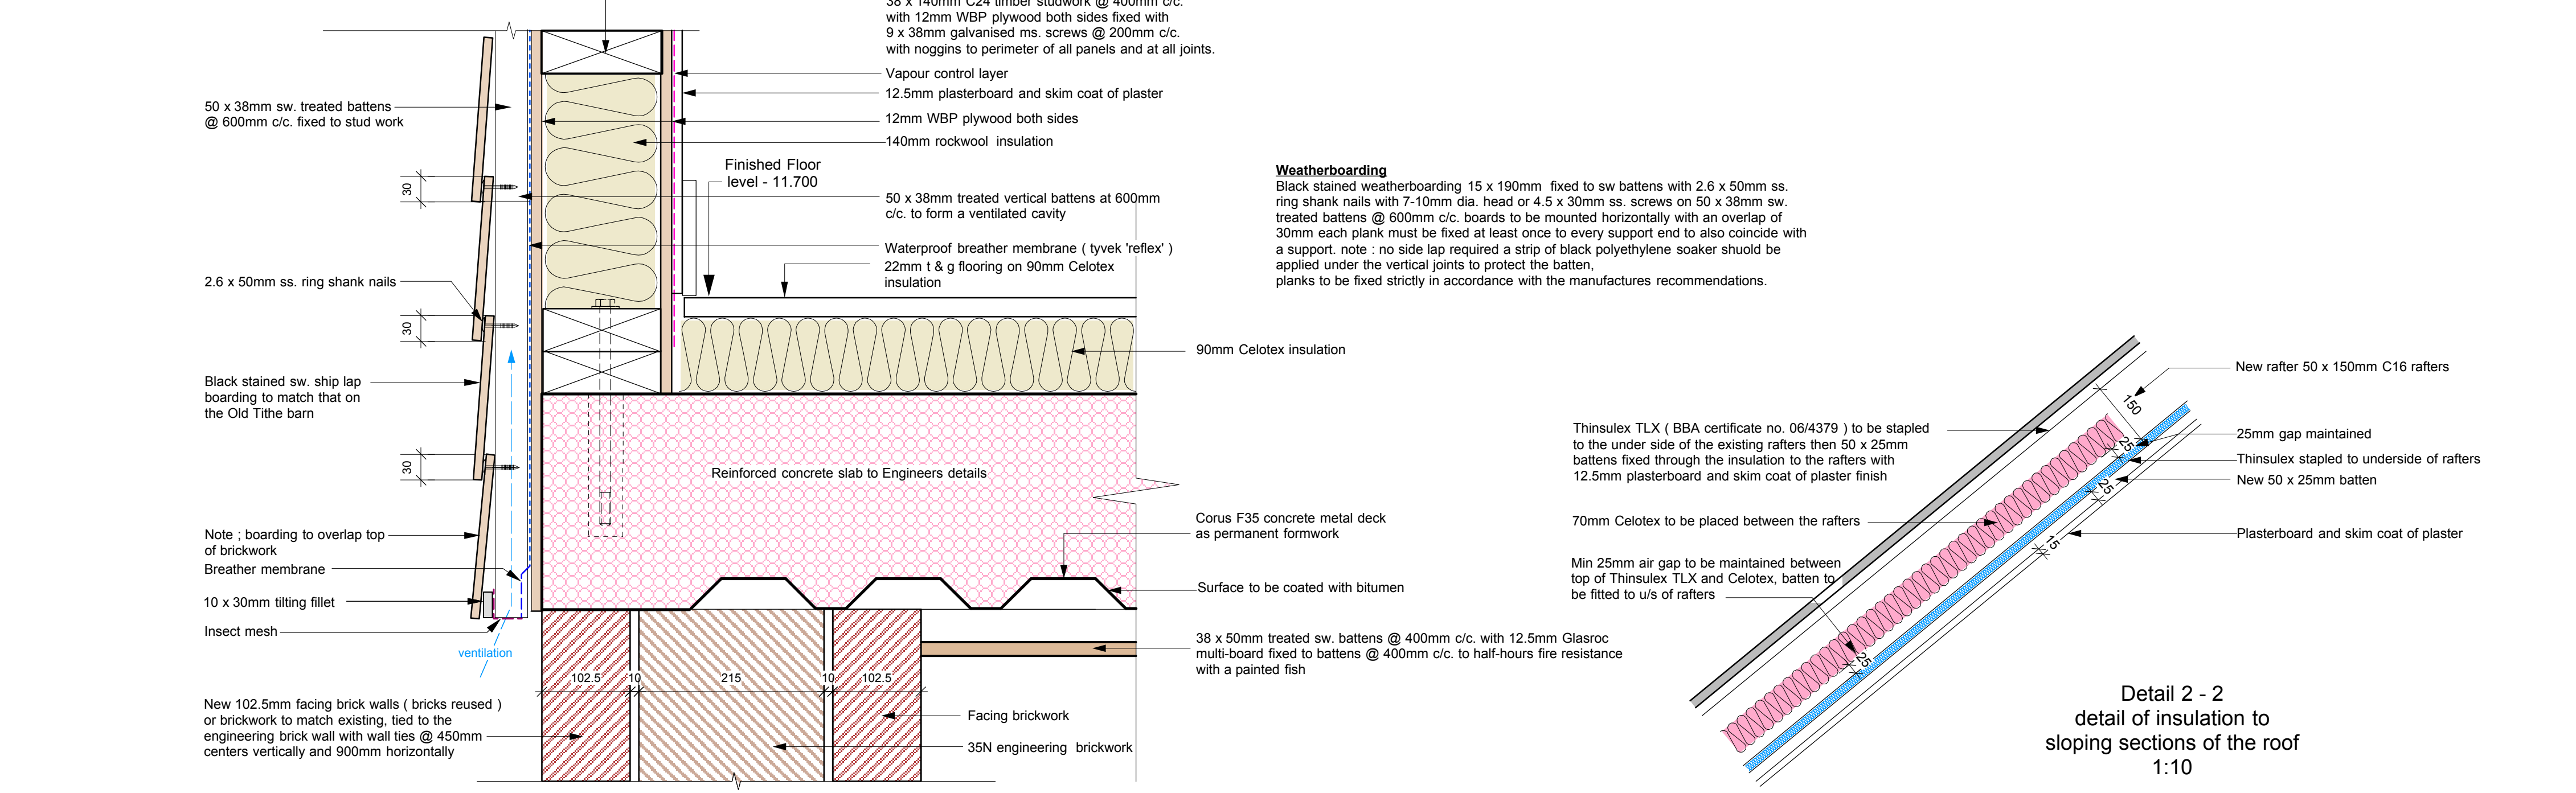 38 x 140mm C24 timber studwork @ 400mm c/c.
with 12mm WBP plywood both sides fixed with
9 x 38mm galvanised ms. screws @ 200mm c/c.
with noggins to perimeter of all panels and at all joints.
Vapour control layer
12.5mm plasterboard and skim coat of plaster
12mm WBP plywood both sides
140mm rockwool insulation
Finished Floor
level - 11.700
50 x 38mm treated vertical battens at 600mm
c/c. to form a ventilated cavity
Waterproof breather membrane ( tyvek 'reflex' )
22mm t & g flooring on 90mm Celotex
insulation
50 x 38mm sw. treated battens
@ 600mm c/c. fixed to stud work
30
2.6 x 50mm ss. ring shank nails
30
Black stained sw. ship lap
boarding to match that on
the Old Tithe barn
30
Note ; boarding to overlap top
of brickwork
Breather membrane
10 x 30mm tilting fillet
Insect mesh
ventilation
New 102.5mm facing brick walls ( bricks reused )
or brickwork to match existing, tied to the
engineering brick wall with wall ties @ 450mm
centers vertically and 900mm horizontally
90mm Celotex insulation
Reinforced concrete slab to Engineers details
Corus F35 concrete metal deck
as permanent formwork
Surface to be coated with bitumen
38 x 50mm treated sw. battens @ 400mm c/c. with 12.5mm Glasroc
multi-board fixed to battens @ 400mm c/c. to half-hours fire resistance
with a painted fish
102.5 10 215 10 102.5
Facing brickwork
35N engineering brickwork
Weatherboarding
Black stained weatherboarding 15 x 190mm fixed to sw battens with 2.6 x 50mm ss.
ring shank nails with 7-10mm dia. head or 4.5 x 30mm ss. screws on 50 x 38mm sw.
treated battens @ 600mm c/c. boards to be mounted horizontally with an overlap of
30mm each plank must be fixed at least once to every support end to also coincide with
a support. note : no side lap required a strip of black polyethylene soaker shuold be
applied under the vertical joints to protect the batten,
planks to be fixed strictly in accordance with the manufactures recommendations.
Thinsulex TLX ( BBA certificate no. 06/4379 ) to be stapled
to the under side of the existing rafters then 50 x 25mm
battens fixed through the insulation to the rafters with
12.5mm plasterboard and skim coat of plaster finish
70mm Celotex to be placed between the rafters
Min 25mm air gap to be maintained between
top of Thinsulex TLX and Celotex, batten to
be fitted to u/s of rafters
New rafter 50 x 150mm C16 rafters
150
25mm gap maintained
25
Thinsulex stapled to underside of rafters
New 50 x 25mm batten
25
Plasterboard and skim coat of plaster
15
25
Detail 2 - 2
detail of insulation to
sloping sections of the roof
1:10